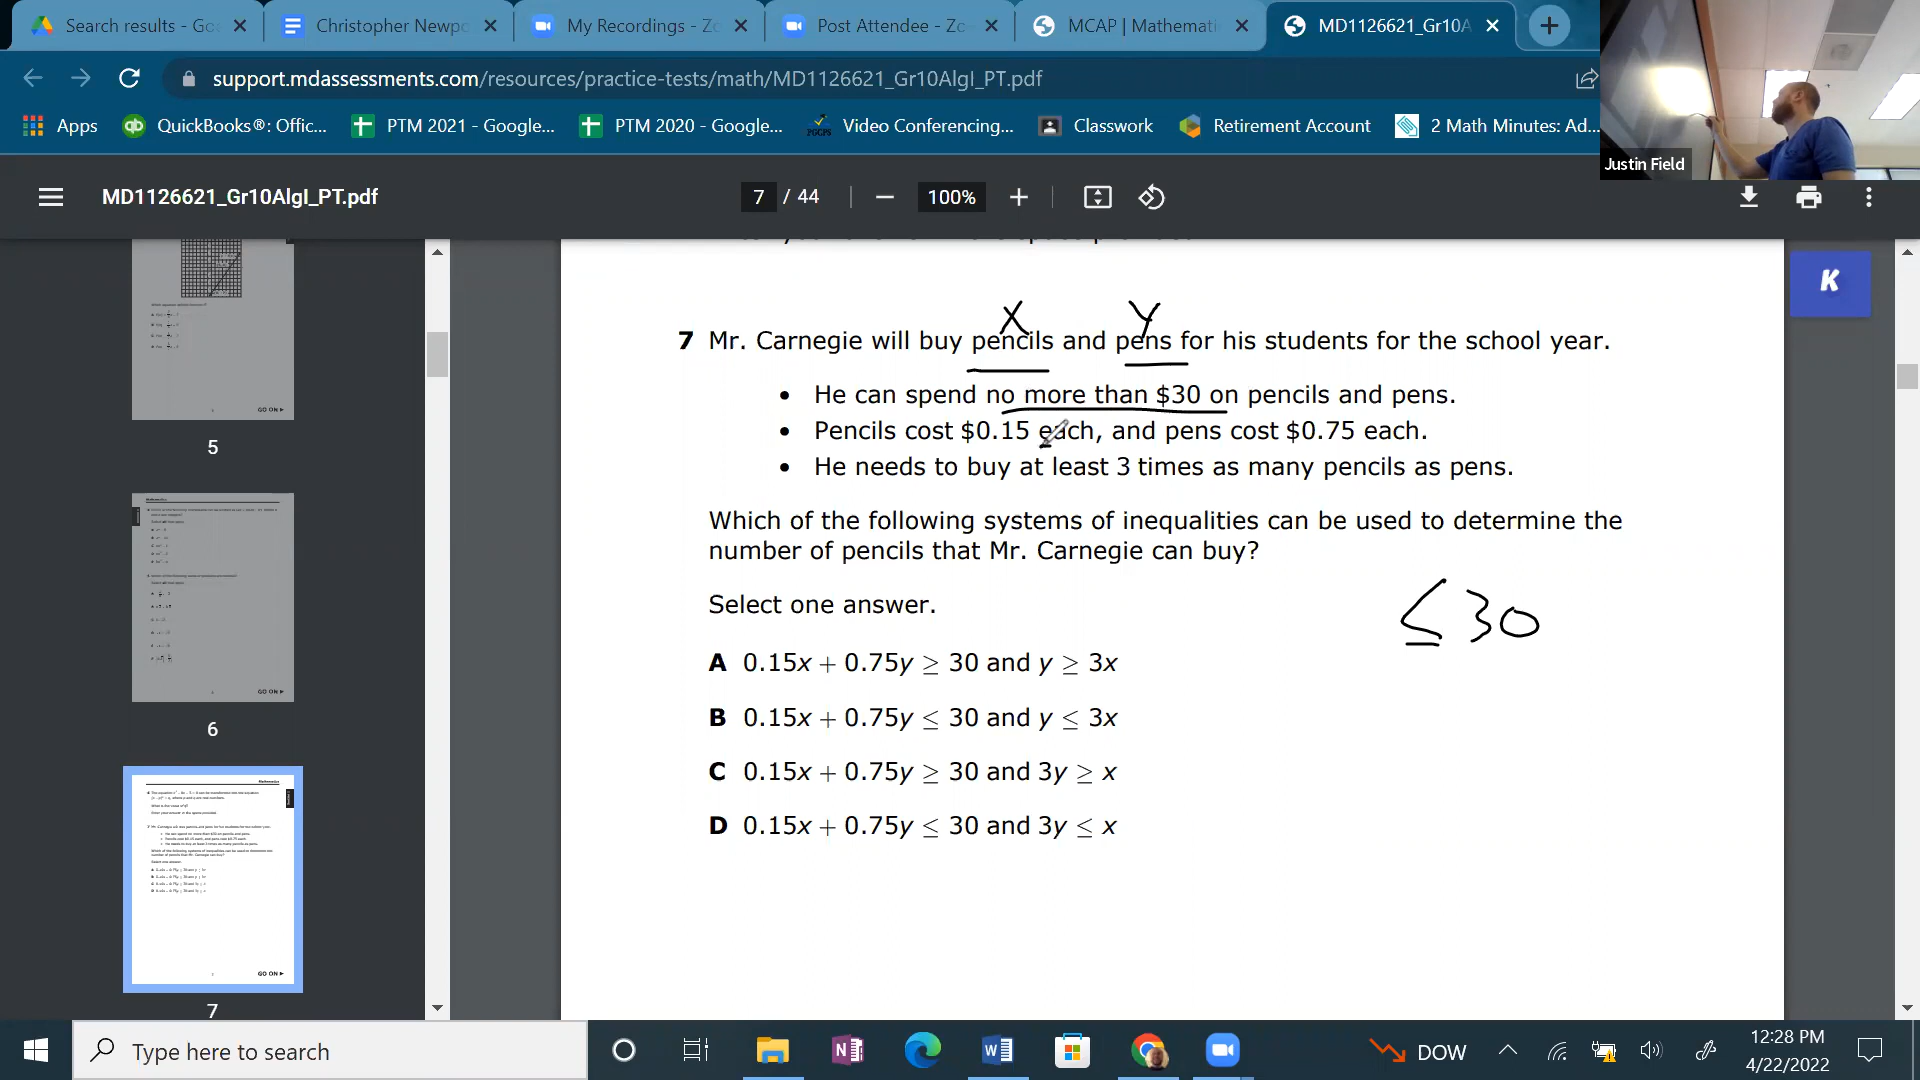 Search results - Go
Christopher Newpo
My Recordings - Zo
Post Attendee - Zo
MCAP | Mathemati
MD1126621_Gr10A
support.mdassessments.com/resources/practice-tests/math/MD1126621_Gr10AlgI_PT.pdf
Apps
QuickBooks®: Offic...
PTM 2021 - Google...
PTM 2020 - Google...
Video Conferencing...
Classwork
Retirement Account
2 Math Minutes: Ad...
Justin Field
MD1126621_Gr10AlgI_PT.pdf
7 / 44
100%
K
X Y
7 Mr. Carnegie will buy pencils and pens for his students for the school year.
• He can spend no more than $30 on pencils and pens.
• Pencils cost $0.15 each, and pens cost $0.75 each.
• He needs to buy at least 3 times as many pencils as pens.
Which of the following systems of inequalities can be used to determine the
number of pencils that Mr. Carnegie can buy?
≤ 30
Select one answer.
A 0.15x + 0.75y ≥ 30 and y ≥ 3x
B 0.15x + 0.75y ≤ 30 and y ≤ 3x
C 0.15x + 0.75y ≥ 30 and 3y ≥ x
D 0.15x + 0.75y ≤ 30 and 3y ≤ x
GO ON
5
GO ON
6
GO ON
7
Type here to search
DOW
12:28 PM
4/22/2022